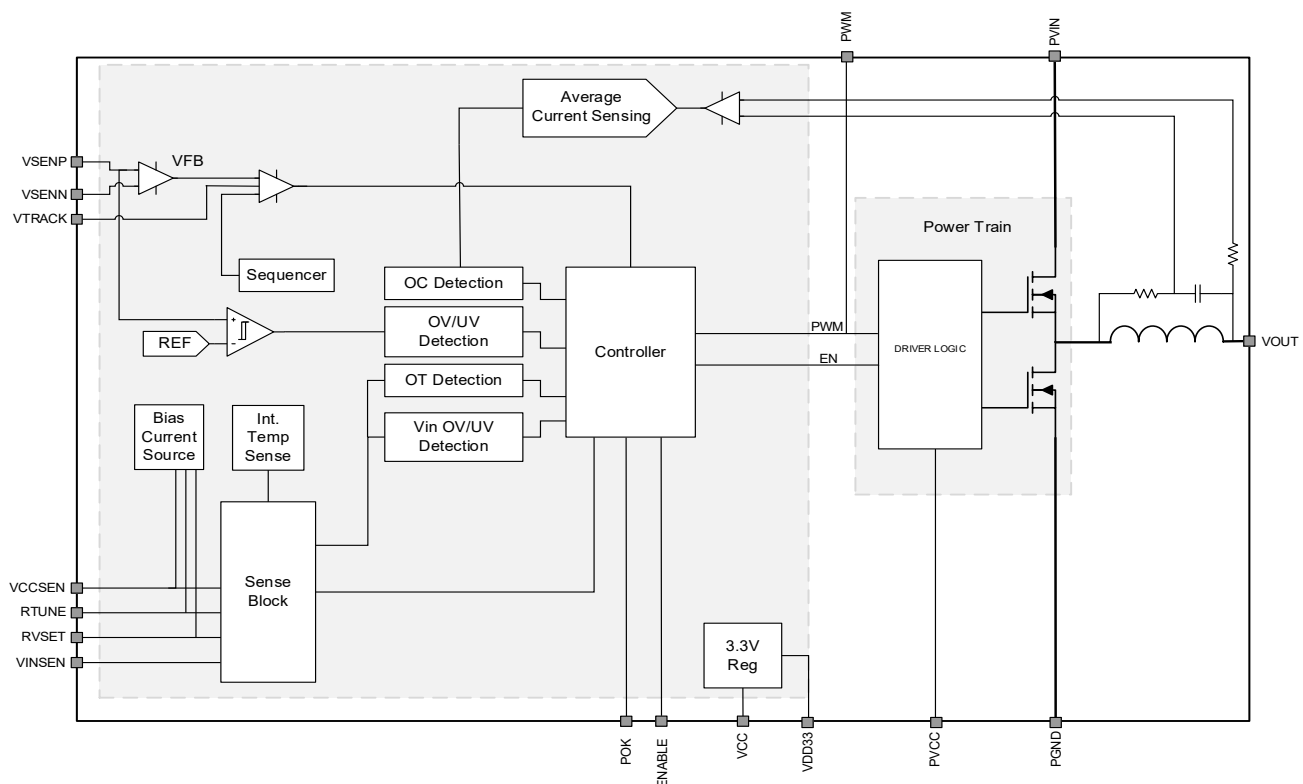 PWM
PVIN
Average
Current Sensing
VSENP
VFB
VSENN
VTRACK
Power Train
Sequencer
OC Detection
REF
+
-
OV/UV
Detection
Controller
PWM
EN
DRIVER LOGIC
VOUT
OT Detection
Bias
Current
Source
Int.
Temp
Sense
Vin OV/UV
Detection
VCCSEN
RTUNE
RVSET
VINSEN
Sense
Block
3.3V
Reg
POK
ENABLE
VCC
VDD33
PVCC
PGND